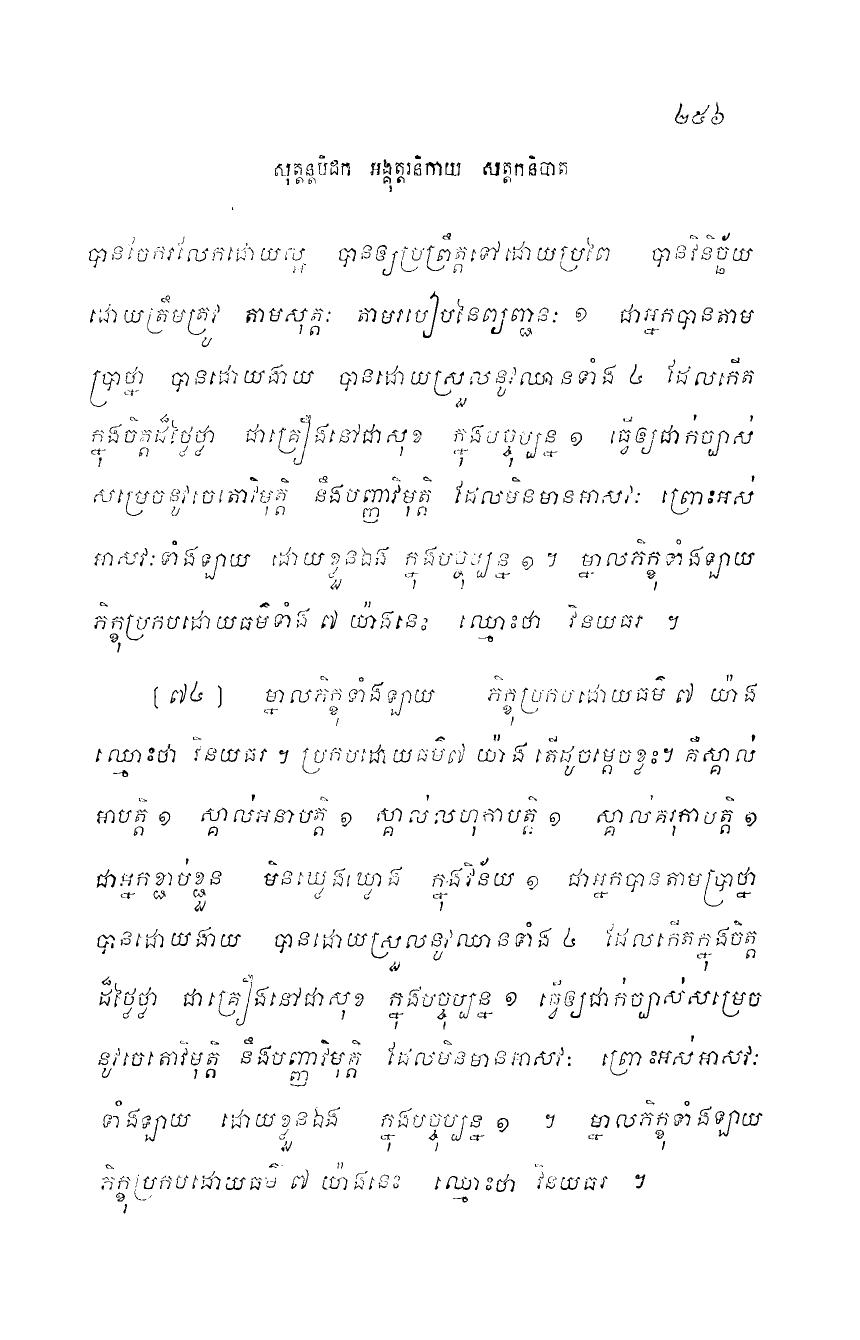 ២៥៦
សុត្តន្តបិដក អង្គុត្តរនិកាយ សត្តកនិបាត
បានចែករលែកដោយល្អ បានឲ្យប្រព្រឹត្តទៅដោយប្រពៃ បានវិនិច្ឆ័យ
ដោយត្រឹមត្រូវ តាមសុត្តៈ តាមរបៀបនៃព្យញ្ជនៈ ១ ជាអ្នកបានតាម
ប្រាថ្នា បានដោយងាយ បានដោយស្រួលនូវឈានទាំង ៤ ដែលកើត
ក្នុងចិត្តដ៏ថ្លៃថ្លា ជាគ្រឿងនៅជាសុខ ក្នុងបច្ចុប្បន្ន ១ ធ្វើឲ្យជាក់ច្បាស់
សម្រេចនូវចេតោវិមុត្តិ នឹងបញ្ញាវិមុត្តិ ដែលមិនមានអាសវៈ ព្រោះអស់
អាសវៈទាំងឡាយ ដោយខ្លួនឯង ក្នុងបច្ចុប្បន្ន ១ ។ ម្នាលភិក្ខុទាំងឡាយ
ភិក្ខុប្រកបដោយធម៌ទាំង ៧ យ៉ាងនេះ ឈ្មោះថា វិនយធរ ។
[ ៧៤ ] ម្នាលភិក្ខុទាំងឡាយ ភិក្ខុប្រកបដោយធម៌ ៧ យ៉ាង
ឈ្មោះថា វិនយធរ ។ ប្រកបដោយធម៌៧ យ៉ាង តើដូចម្តេចខ្លះ។ គឺស្គាល់
អាបត្តិ ១ ស្គាល់អនាបត្តិ ១ ស្គាល់លហុកាបត្តិ ១ ស្គាល់គរុកាបត្តិ ១
ជាអ្នកខ្ជាប់ខ្ជួន មិនឃ្លេងឃ្លោង ក្នុងវិន័យ ១ ជាអ្នកបានតាមប្រាថ្នា
បានដោយងាយ បានដោយស្រួលនូវឈានទាំង ៤ ដែលកើតក្នុងចិត្ត
ដ៏ថ្លៃថ្លា ជាគ្រឿងនៅជាសុខ ក្នុងបច្ចុប្បន្ន ១ ធ្វើឲ្យជាក់ច្បាស់សម្រេច
នូវចេតោវិមុត្តិ នឹងបញ្ញាវិមុត្តិ ដែលមិនមានអាសវៈ ព្រោះអស់អាសវៈ
ទាំងឡាយ ដោយខ្លួនឯង ក្នុងបច្ចុប្បន្ន ១ ។ ម្នាលភិក្ខុទាំងឡាយ
ភិក្ខុប្រកបដោយធម៌ ៧ យ៉ាងនេះ ឈ្មោះថា វិនយធរ ។